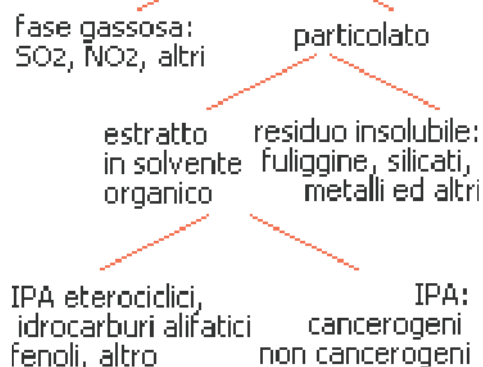 fase gassosa:
SO2, NO2, altri
particolato
estratto
in solvente
organico
residuo insolubile:
fuliggine, silicati,
metalli ed altri
IPA eterociclici,
idrocarburi alifatici
fenoli, altro
IPA:
cancerogeni
non cancerogeni